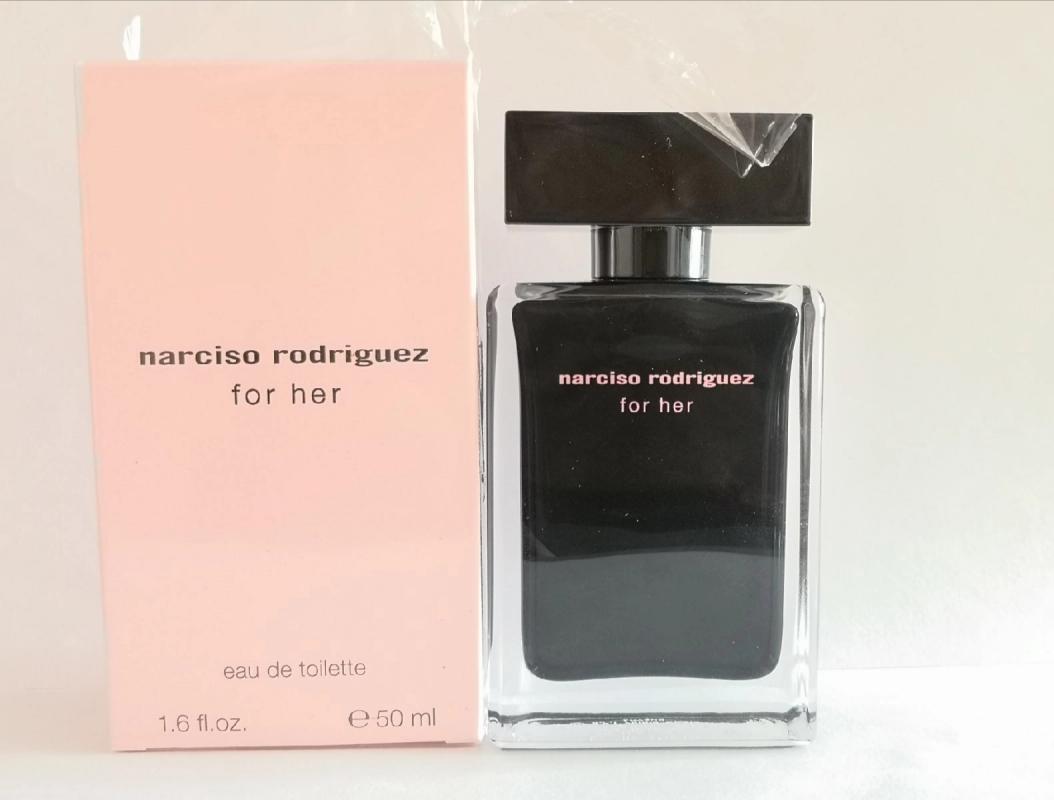 narciso rodriguez
for her
eau de toilette
1.6 fl.oz. ℮ 50 ml
narciso rodriguez
for her